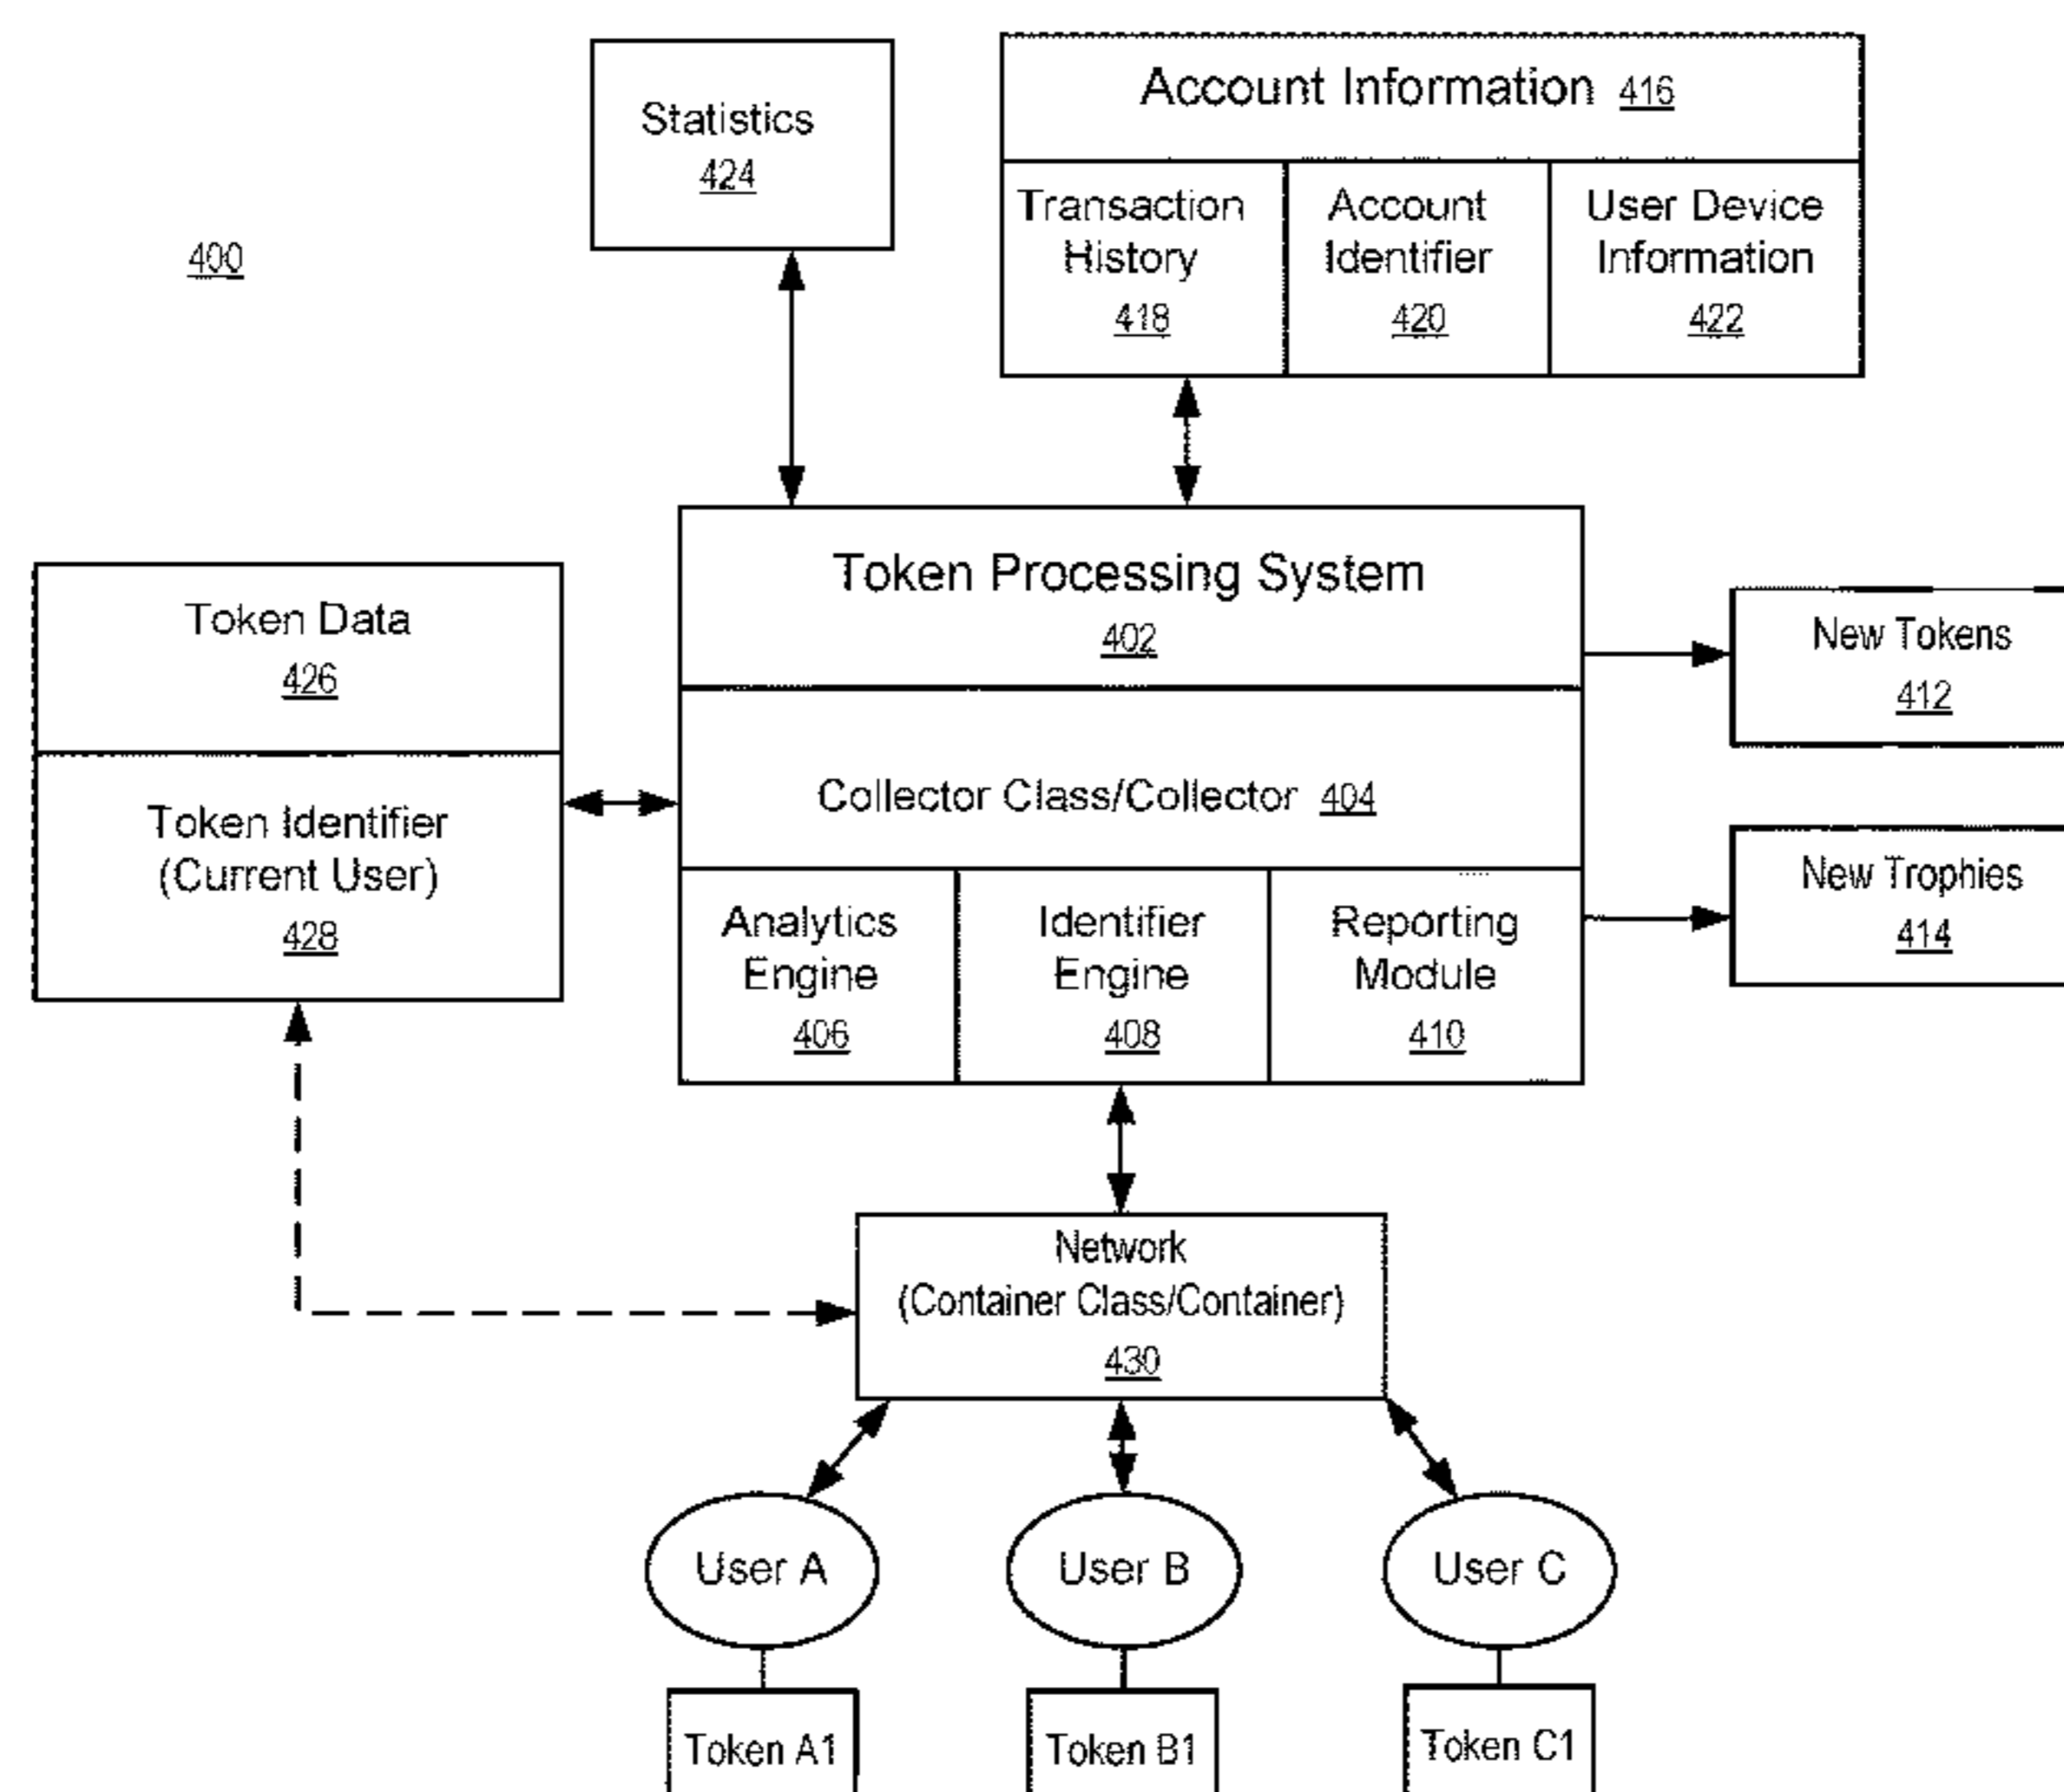 Statistics
424
Account Information 416
Transaction
History
418
Account
Identifier
420
User Device
Information
422
400
Token Processing System
402
Token Data
426
New Tokens
412
Collector Class/Collector 404
Token Identifier
(Current User)
428
New Trophies
414
Analytics
Engine
406
Identifier
Engine
408
Reporting
Module
410
Network
(Container Class/Container)
430
User A
User B
User C
Token A1
Token B1
Token C1